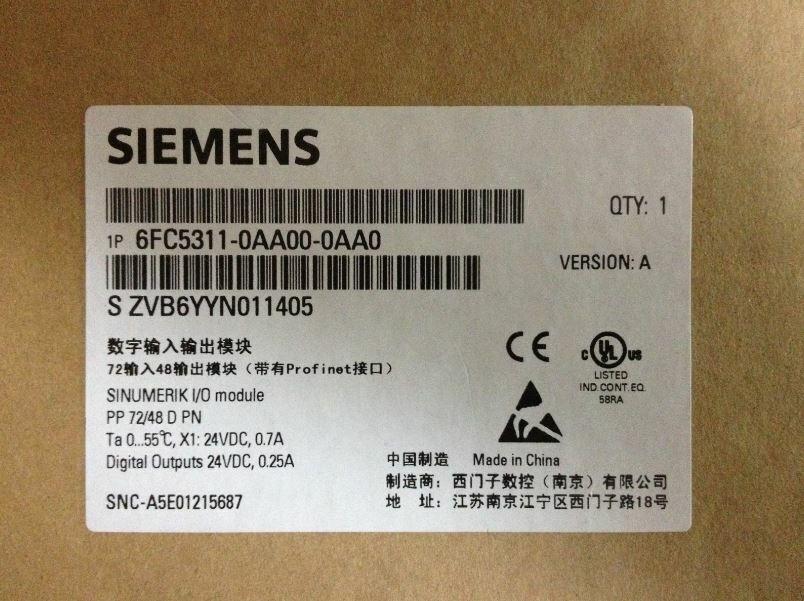 SIEMENS
QTY: 1
1P 6FC5311-0AA00-0AA0
VERSION: A
S ZVB6YYN011405
数字输入输出模块
72输入48输出模块（带有Profinet接口）
SINUMERIK I/O module
PP 72/48 D PN
Ta 0...55℃, X1: 24VDC, 0.7A
Digital Outputs 24VDC, 0.25A
SNC-A5E01215687
CE
C UL US
LISTED
IND.CONT.EQ.
58RA
中国制造 Made in China
制造商：西门子数控（南京）有限公司
地 址：江苏南京江宁区西门子路18号